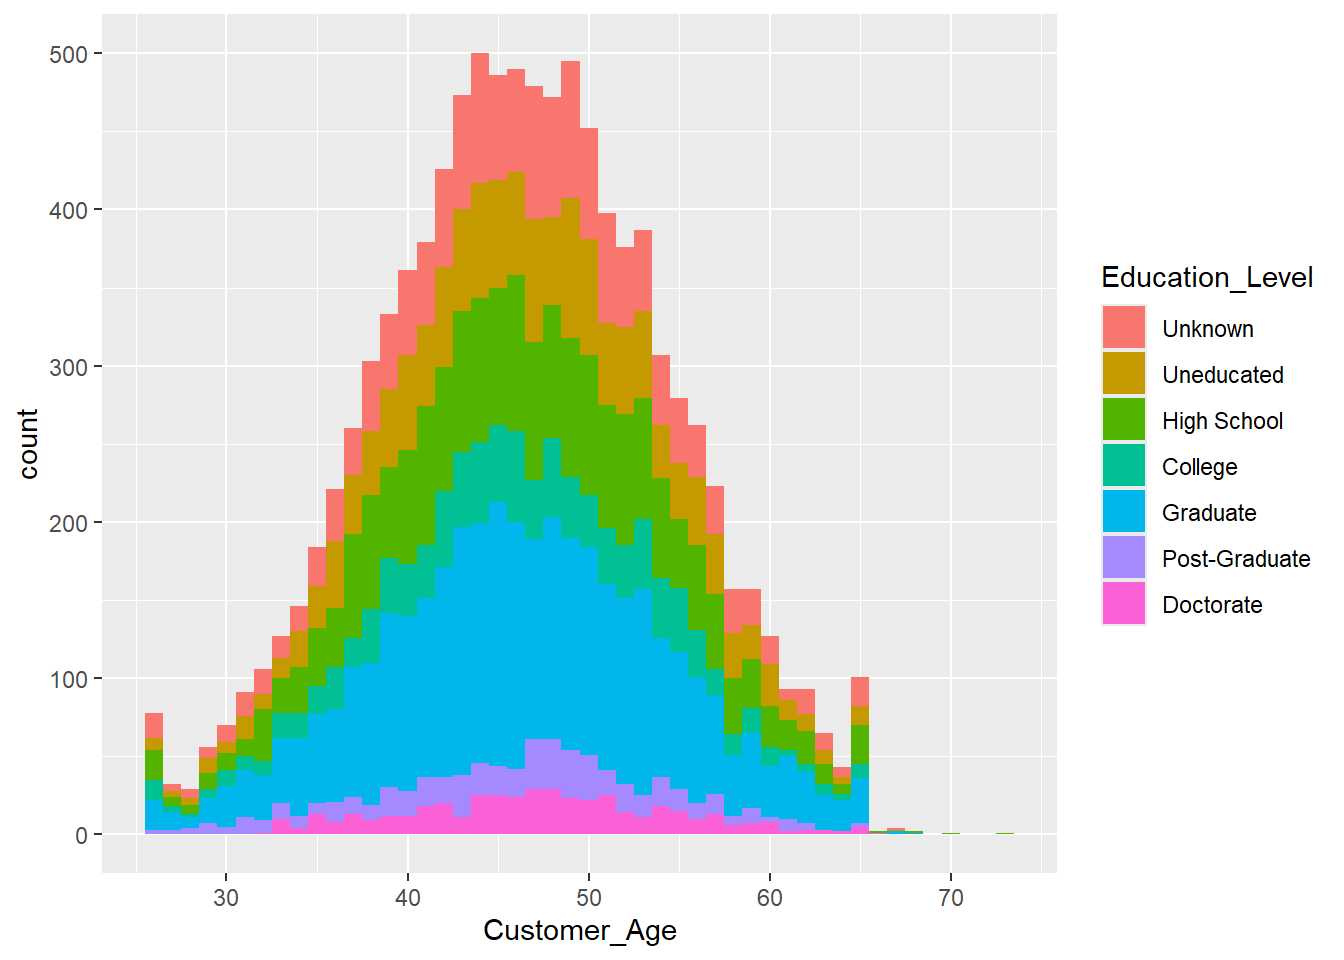 500
400
300
200
100
0
count
30
40
50
60
70
Customer_Age
Education_Level
Unknown
Uneducated
High School
College
Graduate
Post-Graduate
Doctorate